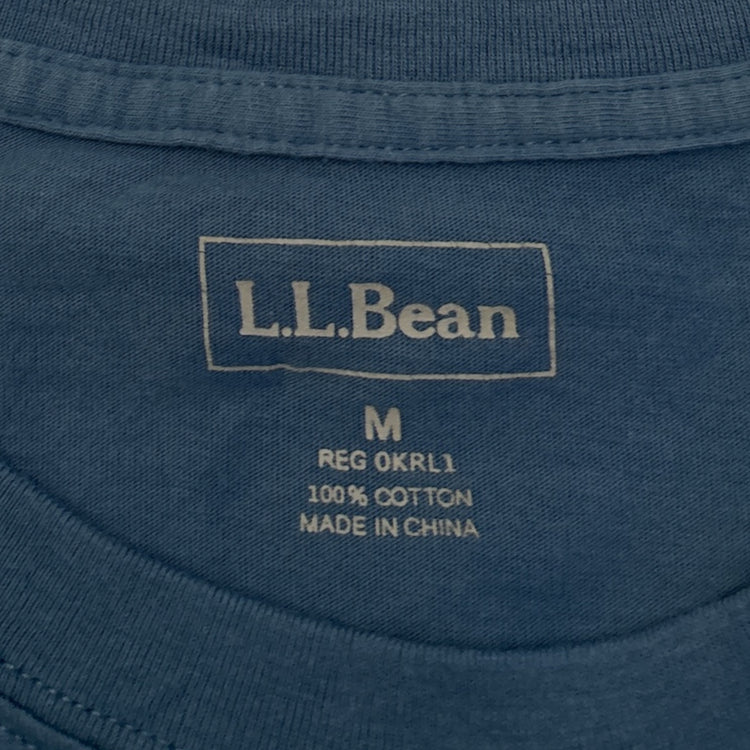 L.L.Bean
M
REG 0KRL1
100% COTTON
MADE IN CHINA